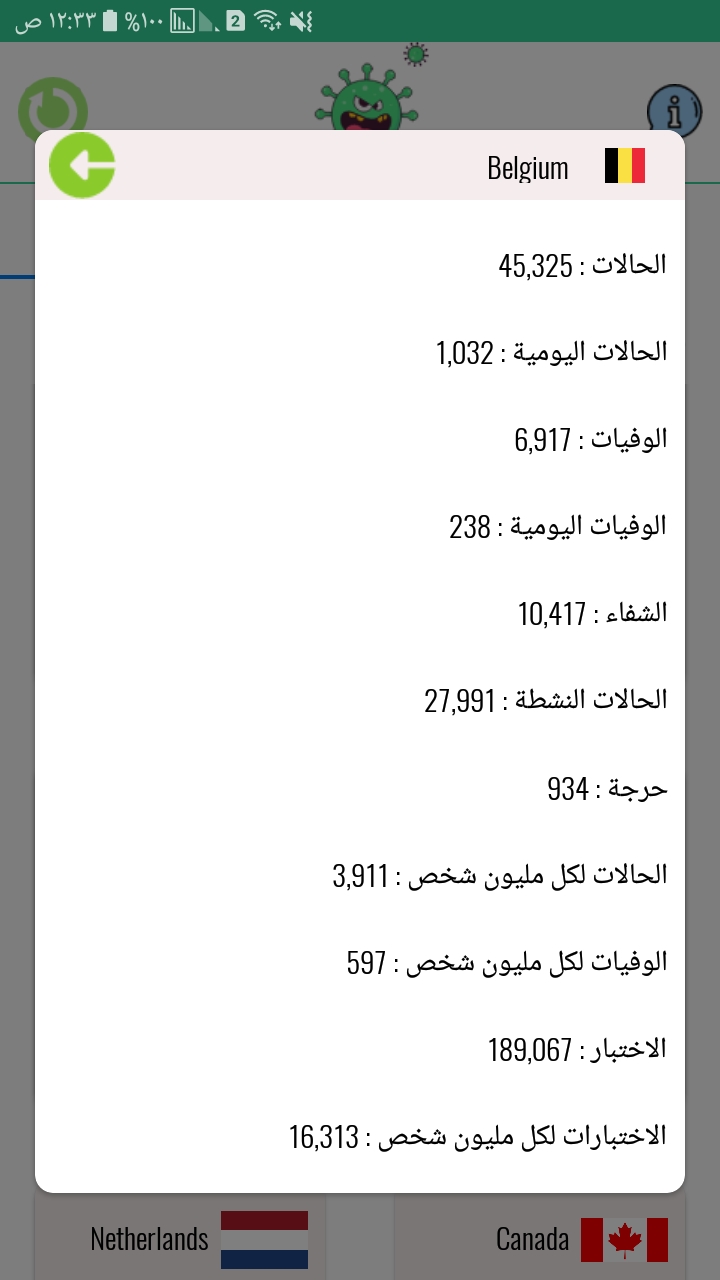 ١٢:٣٣ ص %١٠٠ 2
Belgium
الحالات : 45,325
الحالات اليومية : 1,032
الوفيات : 6,917
الوفيات اليومية : 238
الشفاء : 10,417
الحالات النشطة : 27,991
حرجة : 934
الحالات لكل مليون شخص : 3,911
الوفيات لكل مليون شخص : 597
الاختبار : 189,067
الاختبارات لكل مليون شخص : 16,313
Canada
Netherlands